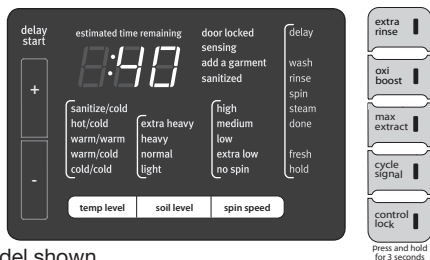 delay
start
+
-
estimated time remaining
:40
door locked
sensing
add a garment
sanitized
delay
wash
rinse
spin
steam
done
fresh
hold
sanitize/cold
hot/cold
warm/warm
warm/cold
cold/cold
extra heavy
heavy
normal
light
high
medium
low
extra low
no spin
temp level
soil level
spin speed
extra
rinse
oxi
boost
max
extract
cycle
signal
control
lock
Press and hold
for 3 seconds
del shown